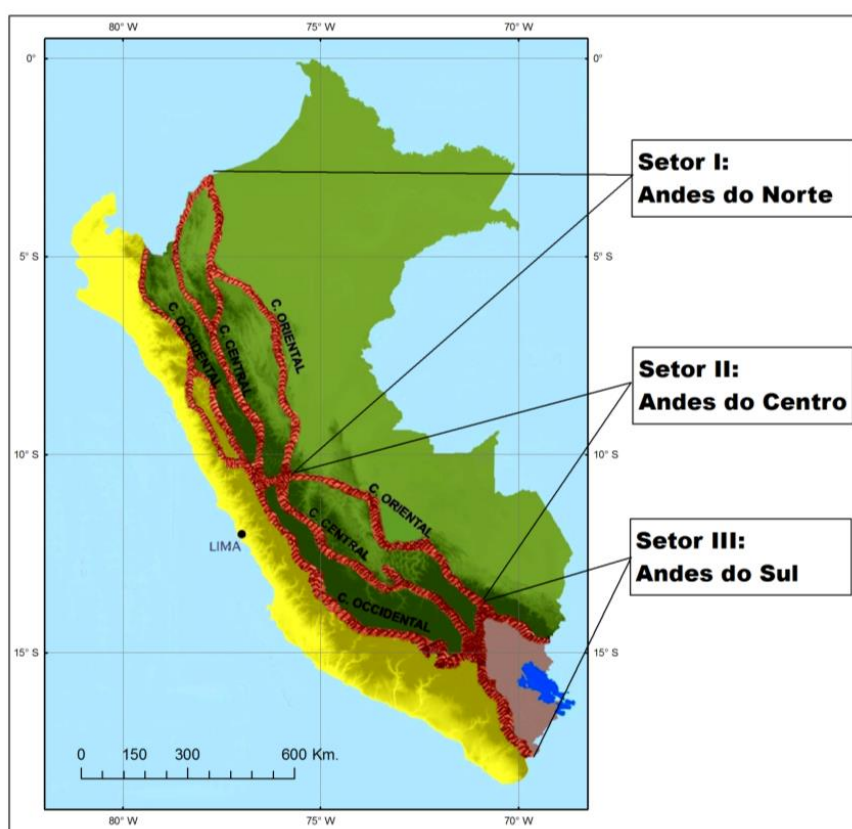 80° W
75° W
70° W
0°
0°
Setor I:
Andes do Norte
5° S
5° S
C. OCCIDENTAL
C. CENTRAL
C. ORIENTAL
Setor II:
Andes do Centro
10° S
10° S
C. ORIENTAL
C. CENTRAL
LIMA
Setor III:
Andes do Sul
C. OCCIDENTAL
15° S
15° S
0 150 300 600 Km.
80° W
75° W
70° W